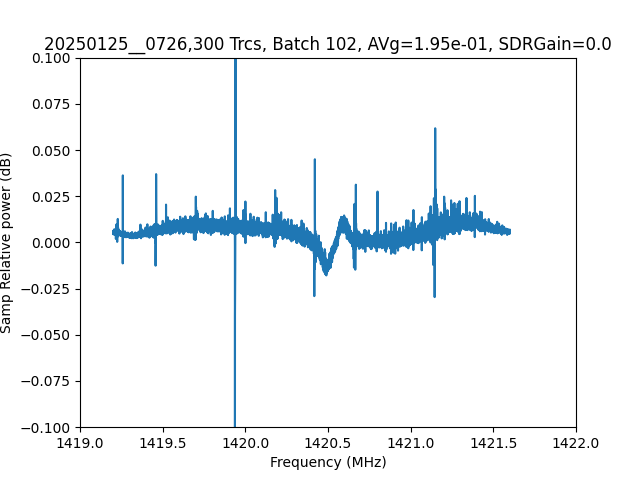 20250125__0726,300 Trcs, Batch 102, AVg=1.95e-01, SDRGain=0.0
0.100
0.075
0.050
0.025
0.000
−0.025
−0.050
−0.075
−0.100
Samp Relative power (dB)
1419.0 1419.5 1420.0 1420.5 1421.0 1421.5 1422.0
Frequency (MHz)